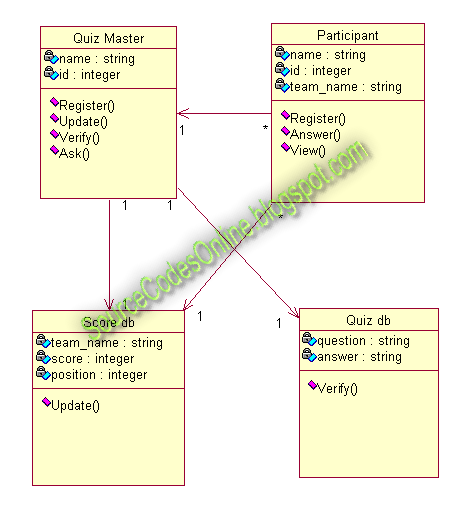 Quiz Master
name : string
id : integer
Register()
Update()
Verify()
Ask()
Participant
name : string
id : integer
team_name : string
Register()
Answer()
View()
1
*
1
1
*
1
1
1
SourceCodesOnline.blogspot.com
Score db
team_name : string
score : integer
position : integer
Update()
Quiz db
question : string
answer : string
Verify()